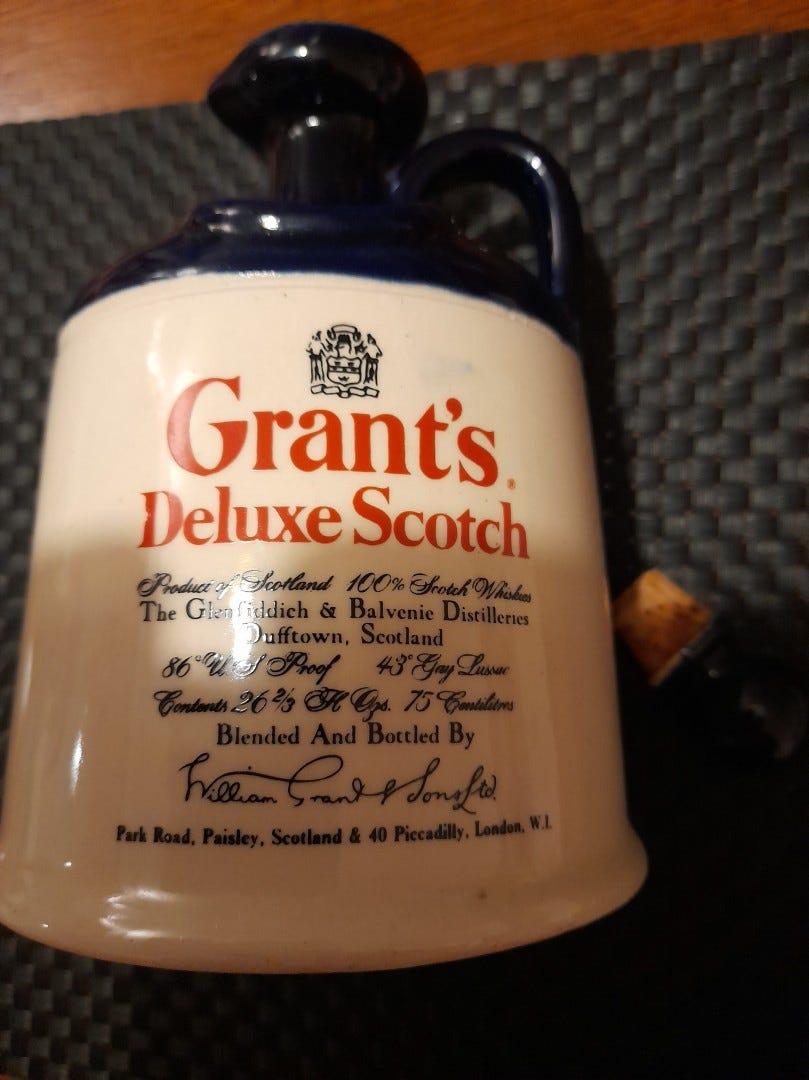 Grant's®
Deluxe Scotch
Product of Scotland 100% Scotch Whiskies
The Glenfiddich & Balvenie Distilleries
Dufftown, Scotland
86° U S Proof 43° Gay Lussac
Contents 26 2/3 Fl Ozs. 75 Centilitres
Blended And Bottled By
William Grant & Sons Ltd.
Park Road, Paisley, Scotland & 40 Piccadilly, London, W.1.